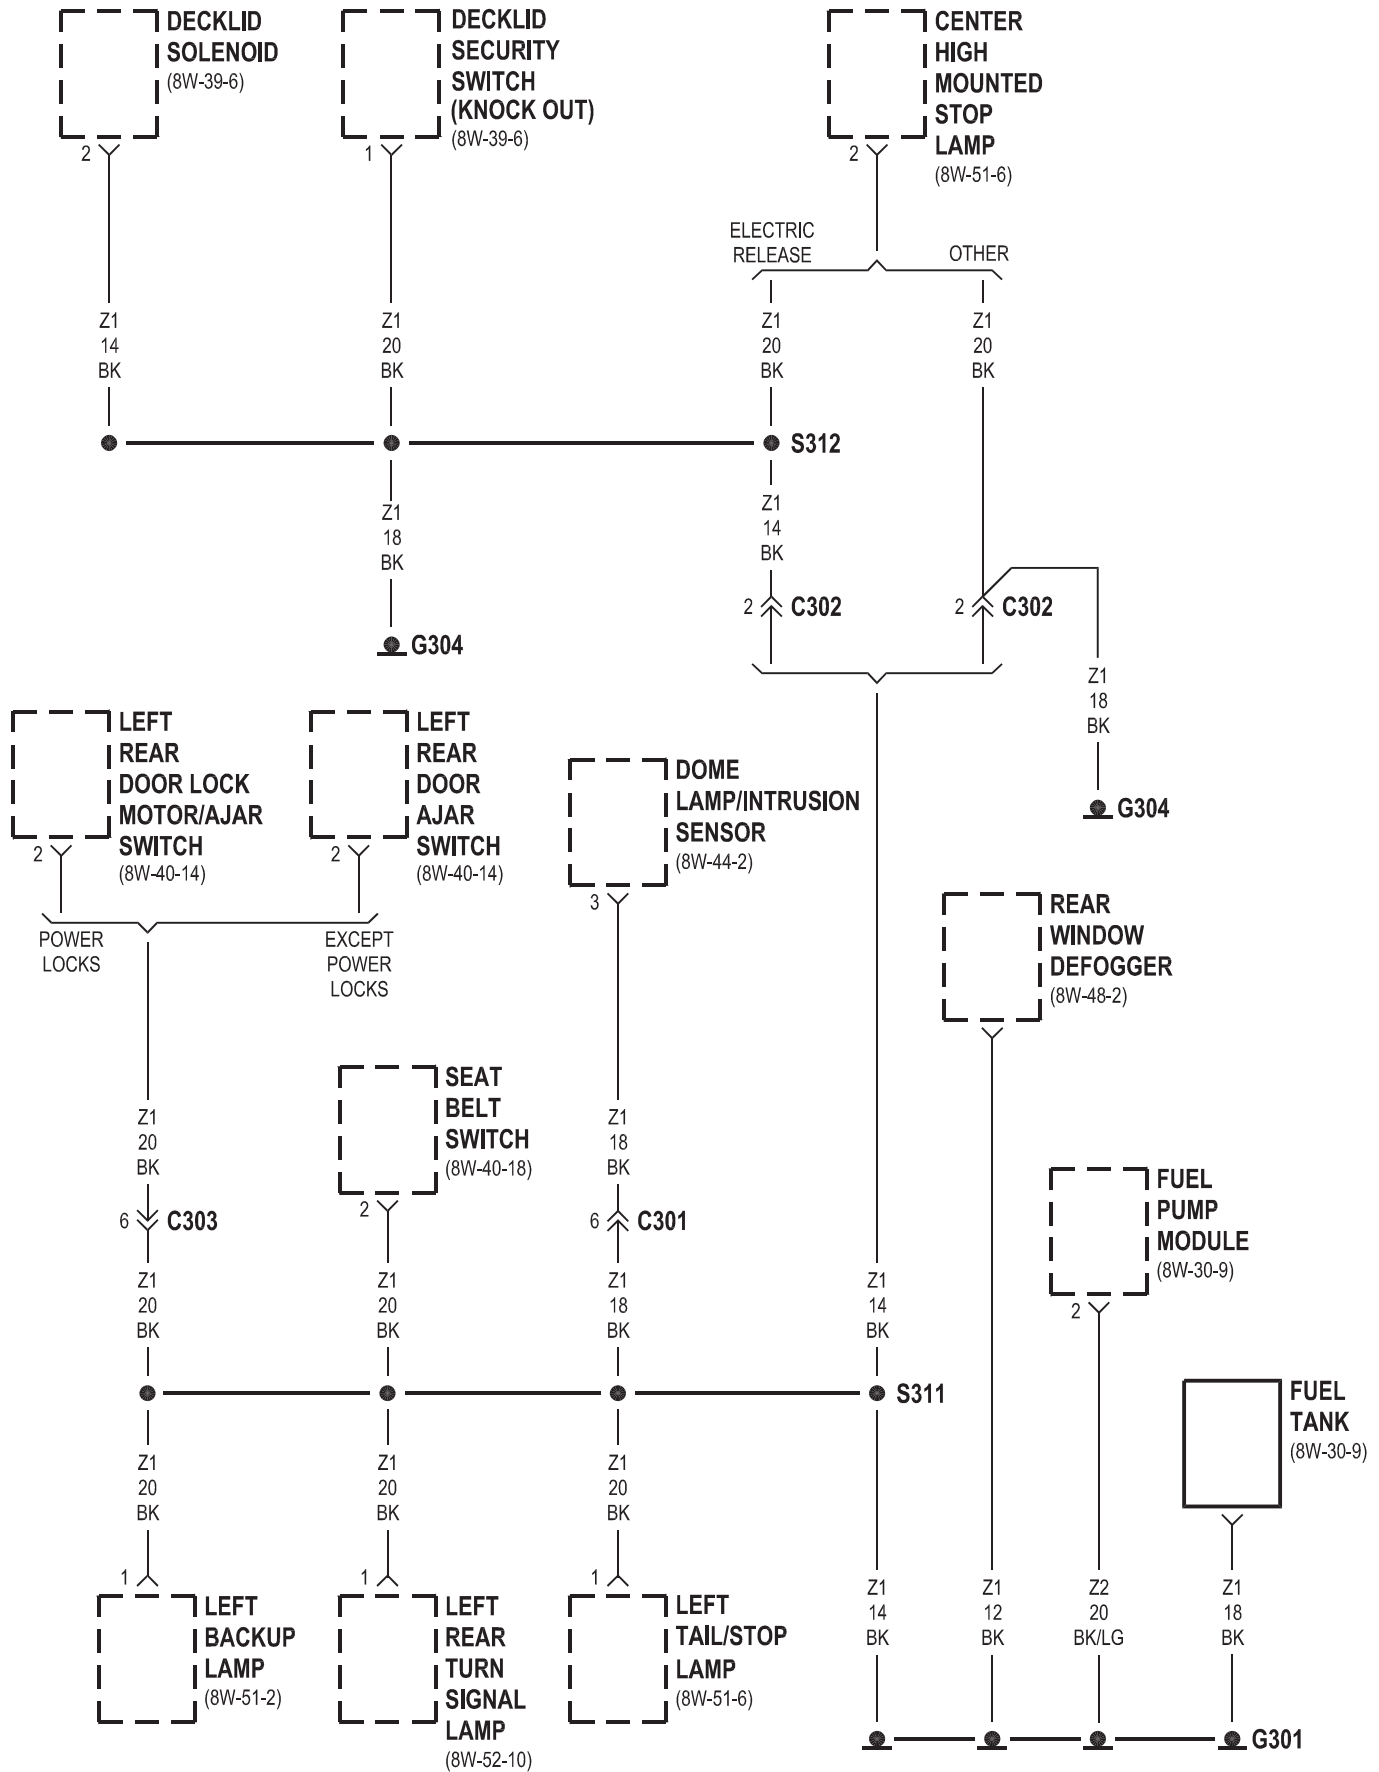 DECKLID
SOLENOID
(8W-39-6)
2
DECKLID
SECURITY
SWITCH
(KNOCK OUT)
(8W-39-6)
1
CENTER
HIGH
MOUNTED
STOP
LAMP
(8W-51-6)
2
ELECTRIC
RELEASE
OTHER
Z1
14
BK
Z1
20
BK
Z1
20
BK
Z1
20
BK
S312
Z1
18
BK
Z1
14
BK
2
C302
2
C302
G304
Z1
18
BK
G304
LEFT
REAR
DOOR LOCK
MOTOR/AJAR
SWITCH
(8W-40-14)
2
LEFT
REAR
DOOR
AJAR
SWITCH
(8W-40-14)
2
DOME
LAMP/INTRUSION
SENSOR
(8W-44-2)
3
POWER
LOCKS
EXCEPT
POWER
LOCKS
REAR
WINDOW
DEFOGGER
(8W-48-2)
SEAT
BELT
SWITCH
(8W-40-18)
2
Z1
20
BK
Z1
18
BK
6
C303
6
C301
FUEL
PUMP
MODULE
(8W-30-9)
2
Z1
20
BK
Z1
20
BK
Z1
18
BK
Z1
14
BK
S311
FUEL
TANK
(8W-30-9)
Z1
20
BK
Z1
20
BK
Z1
20
BK
1
LEFT
BACKUP
LAMP
(8W-51-2)
1
LEFT
REAR
TURN
SIGNAL
LAMP
(8W-52-10)
1
LEFT
TAIL/STOP
LAMP
(8W-51-6)
Z1
14
BK
Z1
12
BK
Z2
20
BK/LG
Z1
18
BK
G301